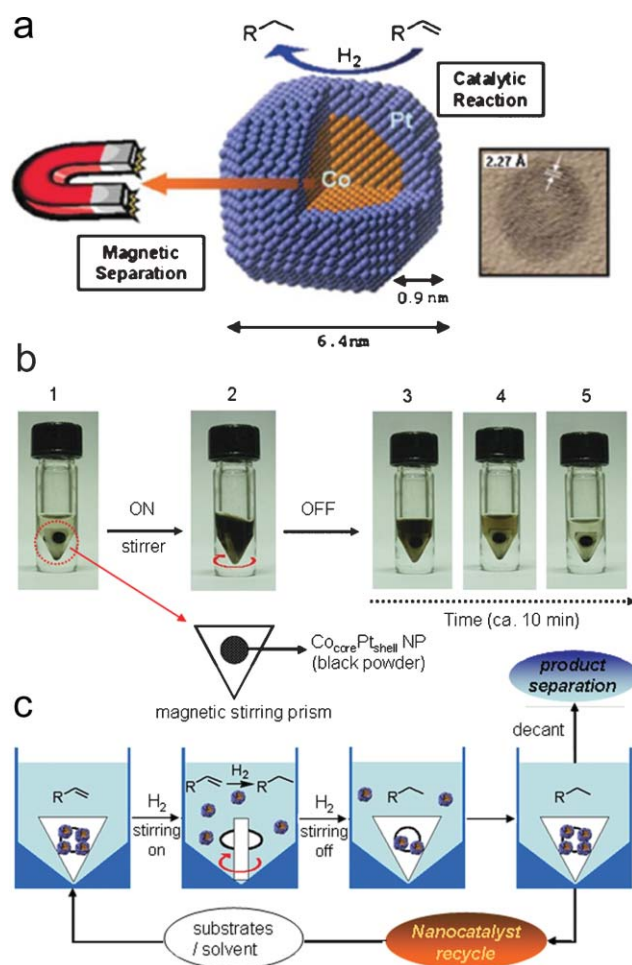 a
R
R
H2
Catalytic
Reaction
Pt
Co
2.27 Å
Magnetic
Separation
0.9 nm
6.4nm
b
1
2
3
4
5
ON
stirrer
OFF
Time (ca. 10 min)
CocorePtshell NP
(black powder)
magnetic stirring prism
product
separation
c
decant
R
H2
stirring
on
R
H2
R
H2
stirring
off
R
R
substrates
/ solvent
Nanocatalyst
recycle